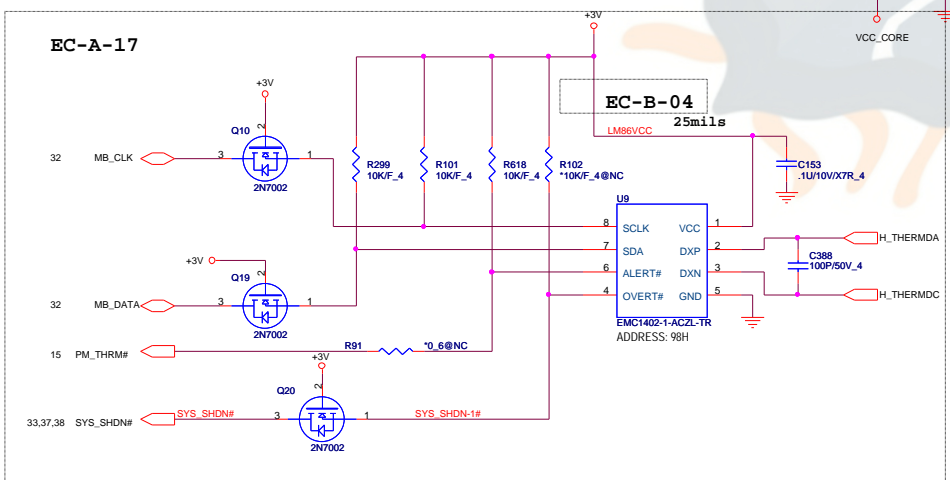 EC-A-17
+3V
VCC_CORE
+3V
EC-B-04
25mils
LM86VCC
Q10
2
32 MB_CLK 3 1
2N7002
R299
10K/F_4
R101
10K/F_4
R618
10K/F_4
R102
*10K/F_4@NC
C153
.1U/10V/X7R_4
U9
8 SCLK VCC 1
7 SDA DXP 2
6 ALERT# DXN 3
4 OVERT# GND 5
EMC1402-1-ACZL-TR
ADDRESS: 98H
H_THERMDA
C388
100P/50V_4
H_THERMDC
+3V
Q19
2
32 MB_DATA 3 1
2N7002
15 PM_THRM#
R91
*0_6@NC
+3V
Q20
2
33,37,38 SYS_SHDN#
SYS_SHDN# 3 1 SYS_SHDN-1#
2N7002